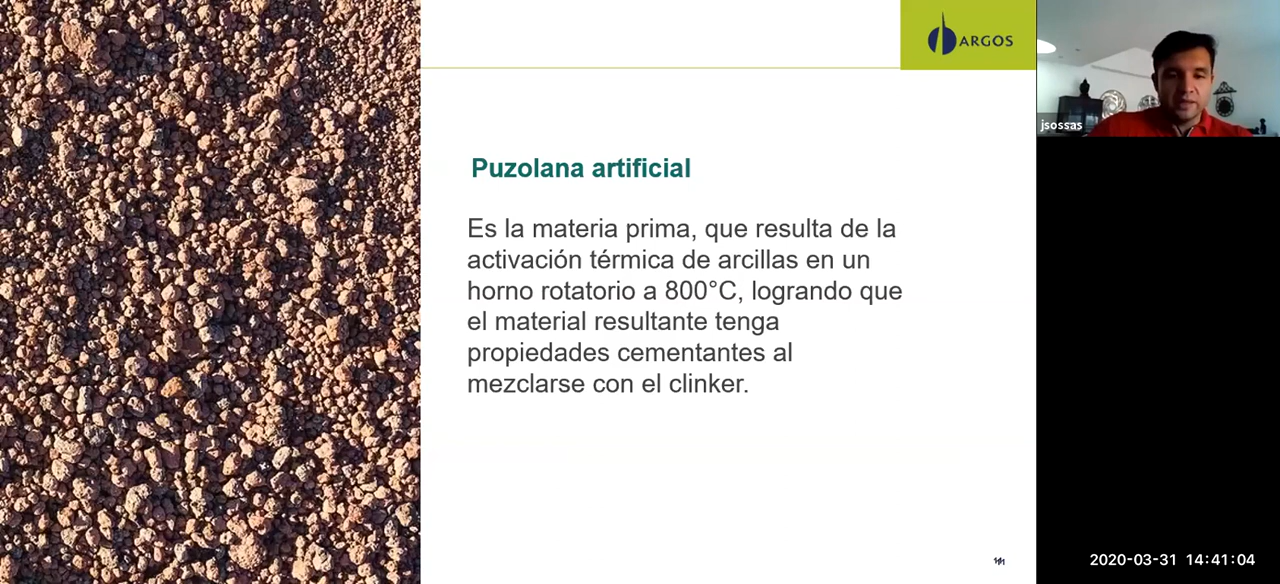 ARGOS
jsossas
Puzolana artificial
Es la materia prima, que resulta de la
activación térmica de arcillas en un
horno rotatorio a 800°C, logrando que
el material resultante tenga
propiedades cementantes al
mezclarse con el clinker.
2020-03-31 14:41:04